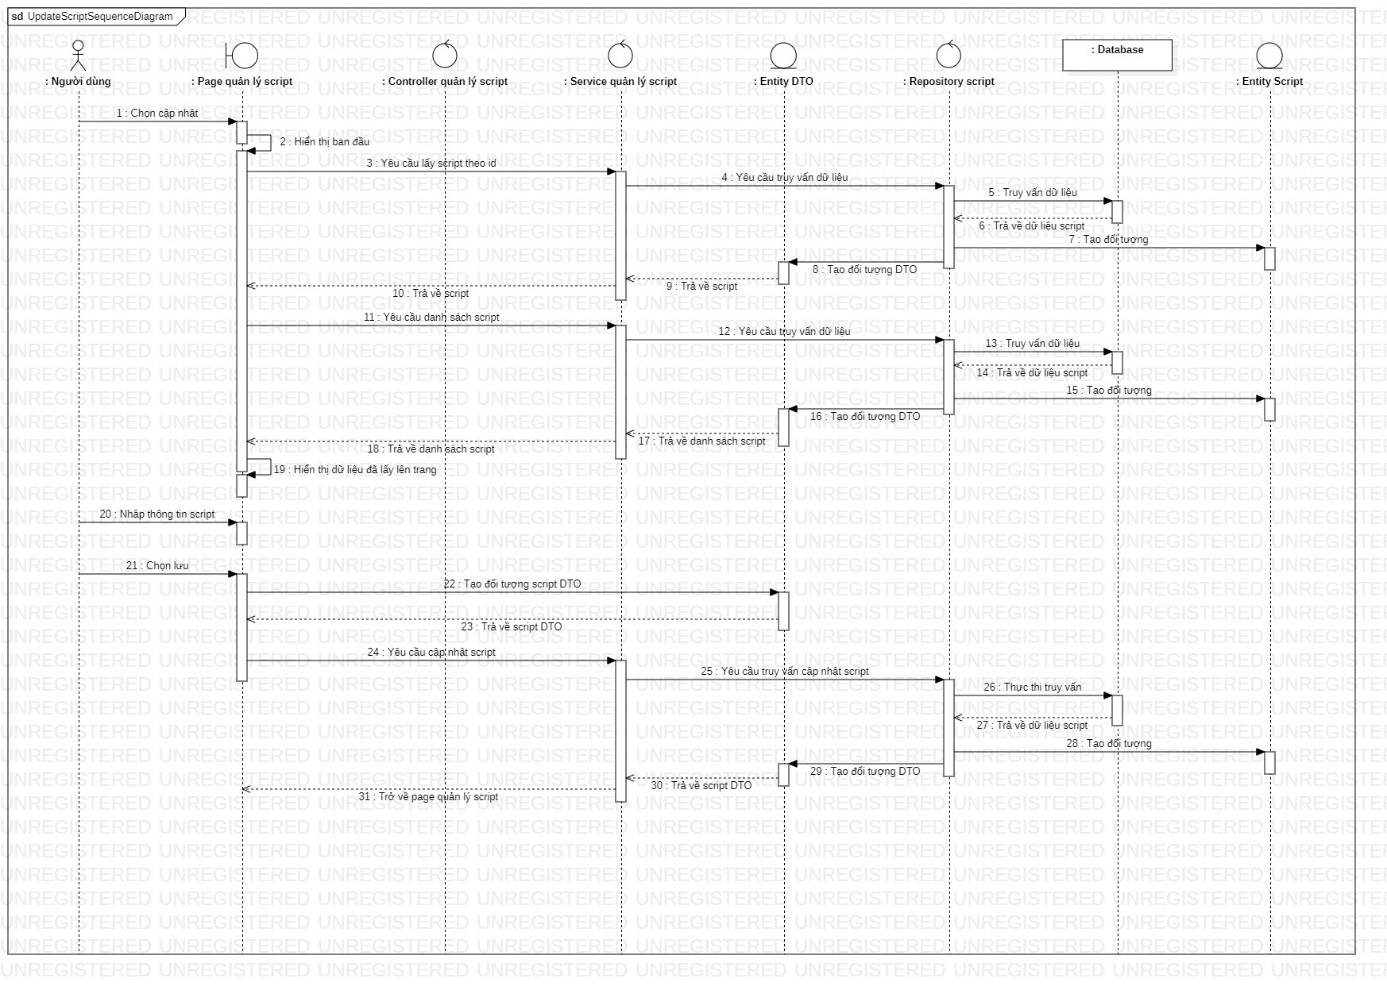 sd UpdateScriptSequenceDiagram
: Người dùng
: Page quản lý script
: Controller quản lý script
: Service quản lý script
: Entity DTO
: Repository script
: Database
: Entity Script
1 : Chọn cập nhật
2 : Hiển thị ban đầu
3 : Yêu cầu lấy script theo id
4 : Yêu cầu truy vấn dữ liệu
5 : Truy vấn dữ liệu
6 : Trả về dữ liệu script
7 : Tạo đối tượng
8 : Tạo đối tượng DTO
9 : Trả về script
10 : Trả về script
11 : Yêu cầu danh sách script
12 : Yêu cầu truy vấn dữ liệu
13 : Truy vấn dữ liệu
14 : Trả về dữ liệu script
15 : Tạo đối tượng
16 : Tạo đối tượng DTO
17 : Trả về danh sách script
18 : Trả về danh sách script
19 : Hiển thị dữ liệu đã lấy lên trang
20 : Nhập thông tin script
21 : Chọn lưu
22 : Tạo đối tượng script DTO
23 : Trả về script DTO
24 : Yêu cầu cập nhật script
25 : Yêu cầu truy vấn cập nhật script
26 : Thực thi truy vấn
27 : Trả về dữ liệu script
28 : Tạo đối tượng
29 : Tạo đối tượng DTO
30 : Trả về script DTO
31 : Trở về page quản lý script
UNREGISTERED UNREGISTERED UNREGISTERED UNREGISTERED UNREGISTERED UNREGISTERED UNREGISTERED UNREGISTERED